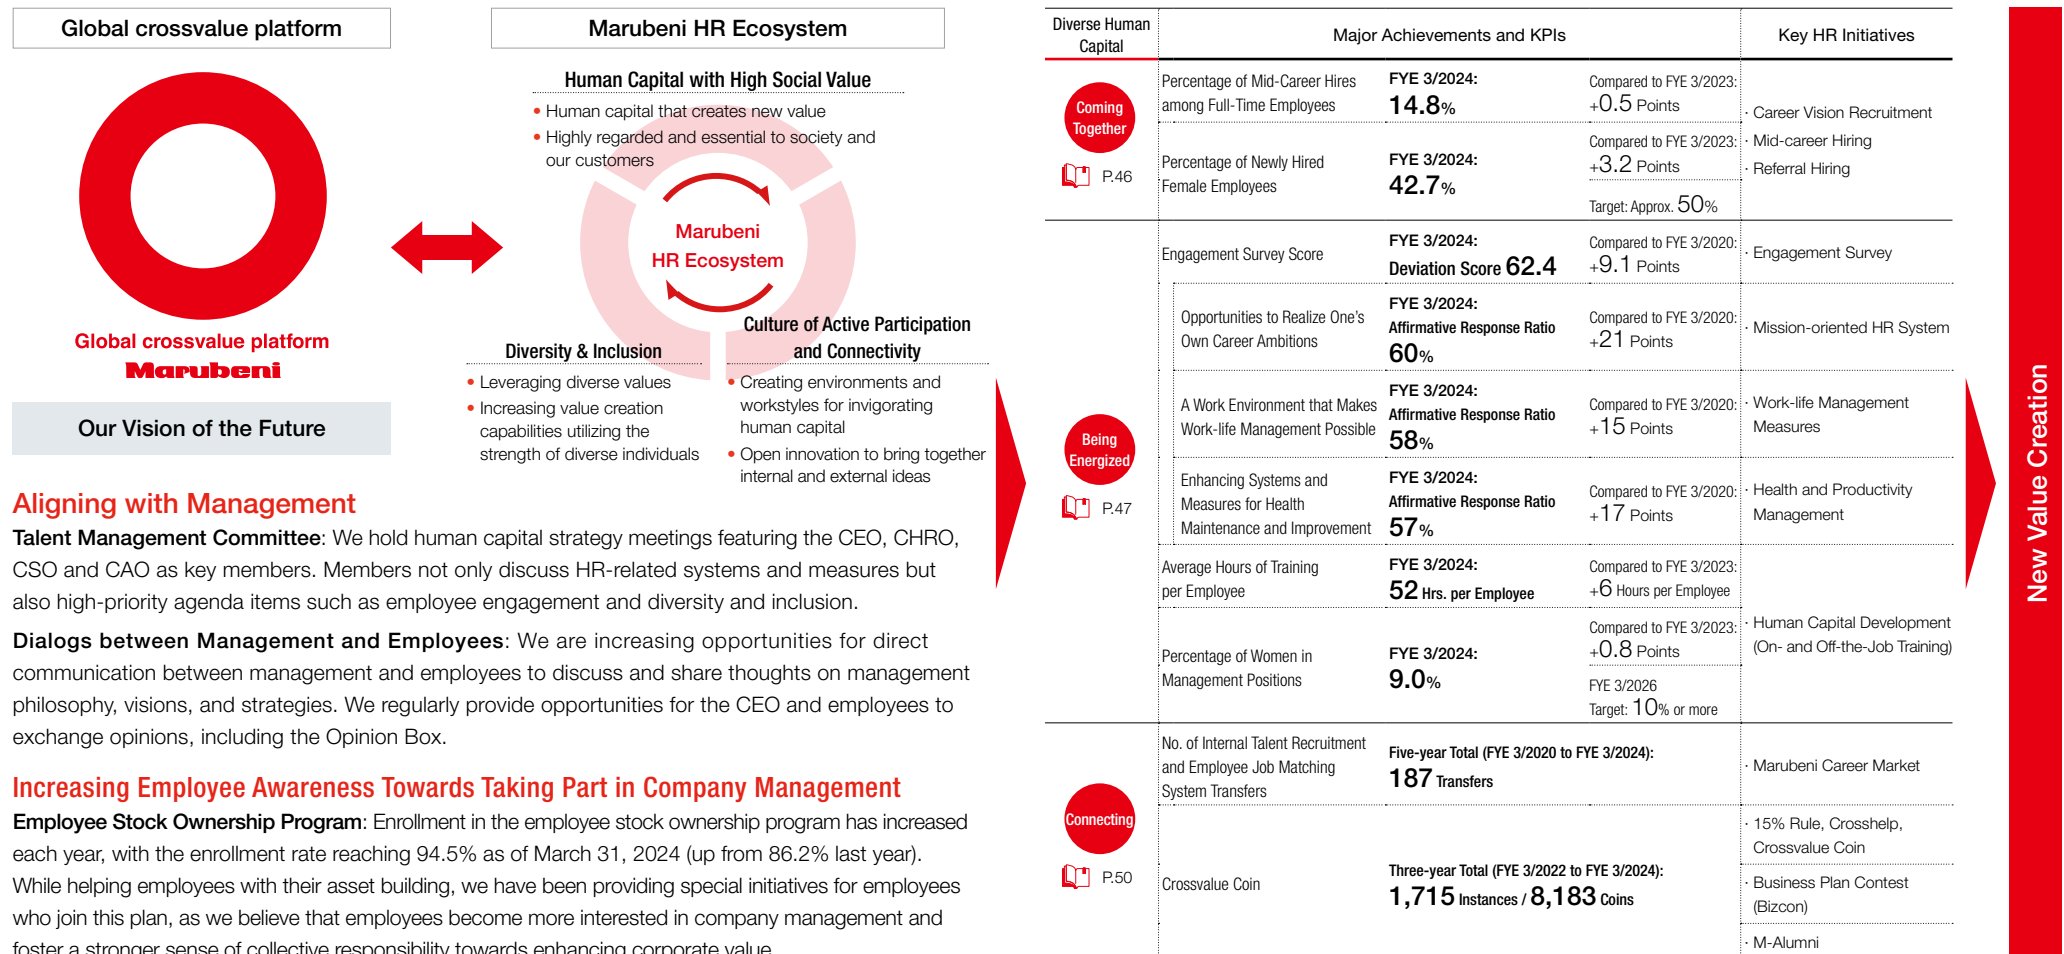 Global crossvalue platform
Global crossvalue platform
Marubeni
Our Vision of the Future
Marubeni HR Ecosystem
Human Capital with High Social Value
• Human capital that creates new value
• Highly regarded and essential to society and
our customers
Marubeni
HR Ecosystem
Diversity & Inclusion
• Leveraging diverse values
• Increasing value creation
capabilities utilizing the
strength of diverse individuals
Culture of Active Participation
and Connectivity
• Creating environments and
workstyles for invigorating
human capital
• Open innovation to bring together
internal and external ideas
Aligning with Management
Talent Management Committee: We hold human capital strategy meetings featuring the CEO, CHRO,
CSO and CAO as key members. Members not only discuss HR-related systems and measures but
also high-priority agenda items such as employee engagement and diversity and inclusion.
Dialogs between Management and Employees: We are increasing opportunities for direct
communication between management and employees to discuss and share thoughts on management
philosophy, visions, and strategies. We regularly provide opportunities for the CEO and employees to
exchange opinions, including the Opinion Box.
Increasing Employee Awareness Towards Taking Part in Company Management
Employee Stock Ownership Program: Enrollment in the employee stock ownership program has increased
each year, with the enrollment rate reaching 94.5% as of March 31, 2024 (up from 86.2% last year).
While helping employees with their asset building, we have been providing special initiatives for employees
who join this plan, as we believe that employees become more interested in company management and
foster a stronger sense of collective responsibility towards enhancing corporate value.
Diverse Human
Capital
Major Achievements and KPIs
Key HR Initiatives
Coming
Together
P.46
Percentage of Mid-Career Hires
among Full-Time Employees
FYE 3/2024:
14.8%
Compared to FYE 3/2023:
+0.5 Points
Percentage of Newly Hired
Female Employees
FYE 3/2024:
42.7%
Compared to FYE 3/2023:
+3.2 Points
Target: Approx. 50%
· Career Vision Recruitment
· Mid-career Hiring
· Referral Hiring
Being
Energized
P.47
Engagement Survey Score
FYE 3/2024:
Deviation Score 62.4
Compared to FYE 3/2020:
+9.1 Points
· Engagement Survey
Opportunities to Realize One's
Own Career Ambitions
FYE 3/2024:
Affirmative Response Ratio
60%
Compared to FYE 3/2020:
+21 Points
· Mission-oriented HR System
A Work Environment that Makes
Work-life Management Possible
FYE 3/2024:
Affirmative Response Ratio
58%
Compared to FYE 3/2020:
+15 Points
· Work-life Management
Measures
Enhancing Systems and
Measures for Health
Maintenance and Improvement
FYE 3/2024:
Affirmative Response Ratio
57%
Compared to FYE 3/2020:
+17 Points
· Health and Productivity
Management
Average Hours of Training
per Employee
FYE 3/2024:
52 Hrs. per Employee
Compared to FYE 3/2023:
+6 Hours per Employee
Percentage of Women in
Management Positions
FYE 3/2024:
9.0%
Compared to FYE 3/2023:
+0.8 Points
FYE 3/2026
Target: 10% or more
· Human Capital Development
(On- and Off-the-Job Training)
Connecting
P.50
No. of Internal Talent Recruitment
and Employee Job Matching
System Transfers
Five-year Total (FYE 3/2020 to FYE 3/2024):
187 Transfers
· Marubeni Career Market
Crossvalue Coin
Three-year Total (FYE 3/2022 to FYE 3/2024):
1,715 Instances / 8,183 Coins
· 15% Rule, Crosshelp,
Crossvalue Coin
· Business Plan Contest
(Bizcon)
· M-Alumni
New Value Creation